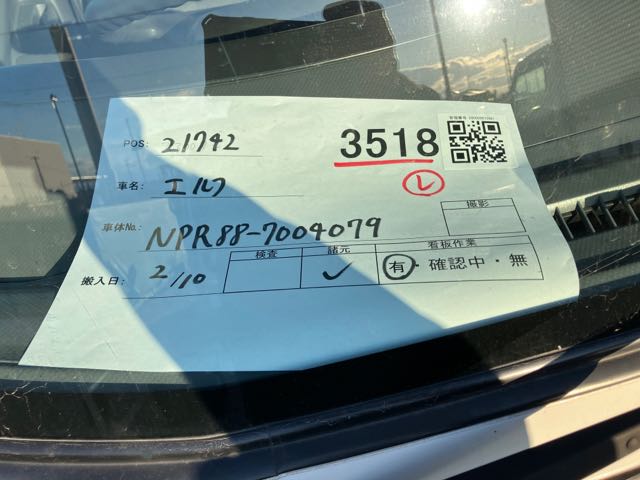 POS: 21742
3518
車名: エルフ
レ
車体No.: NPR88-7004079
撮影
搬入日: 2/10
検査 諸元 看板作業
✓ 有・確認中・無